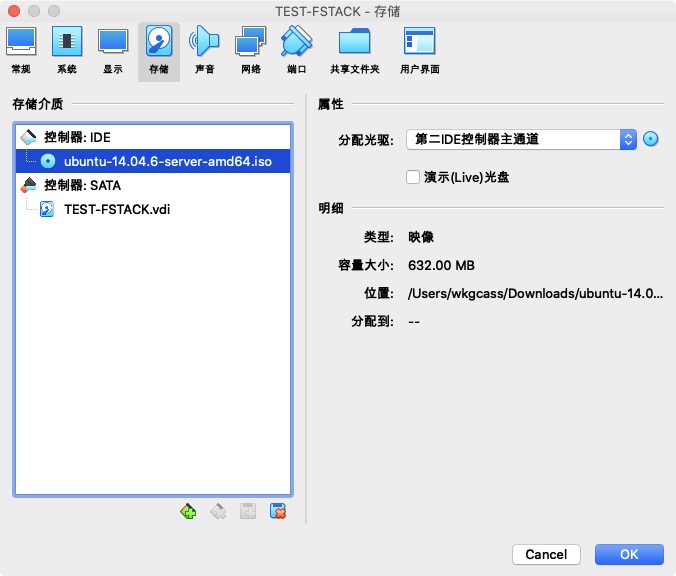 TEST-FSTACK - 存储
常规 系统 显示 存储 声音 网络 端口 共享文件夹 用户界面
存储介质
控制器: IDE
ubuntu-14.04.6-server-amd64.iso
控制器: SATA
TEST-FSTACK.vdi
属性
分配光驱: 第二IDE控制器主通道
演示(Live)光盘
明细
类型: 映像
容量大小: 632.00 MB
位置: /Users/wkgcass/Downloads/ubuntu-14.0...
分配到: --
Cancel OK